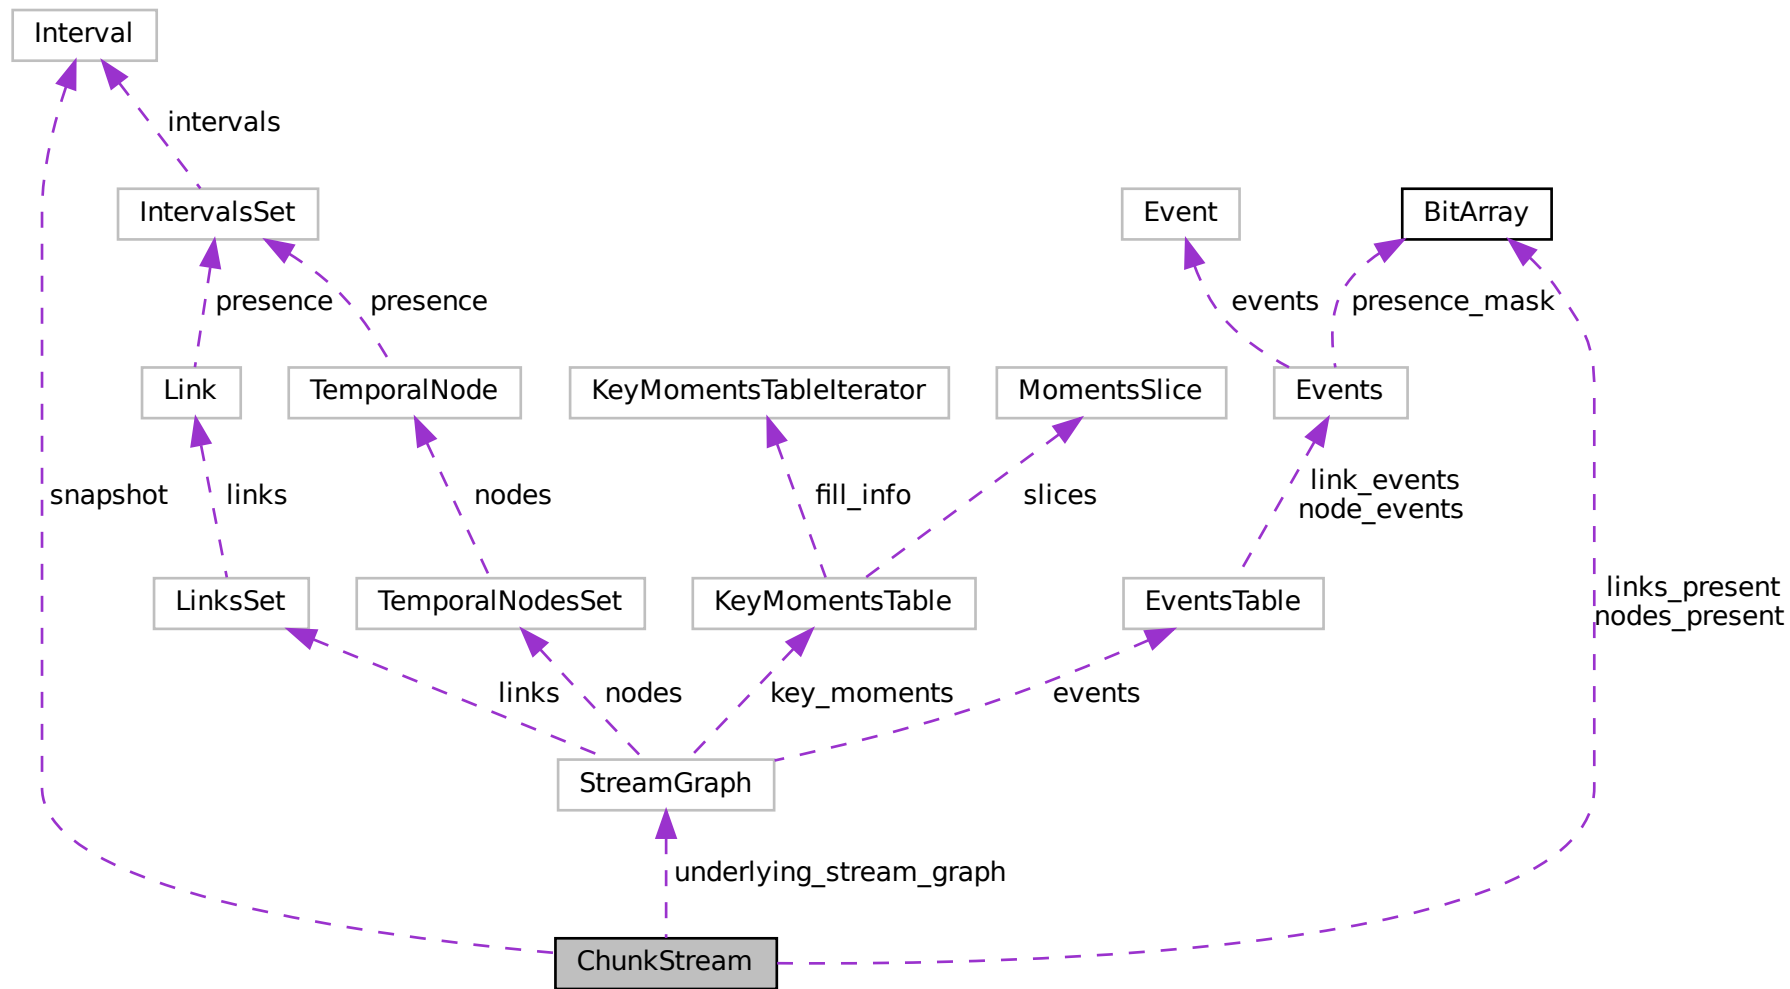 Interval
intervals
IntervalsSet
Event
BitArray
presence
presence
events
presence_mask
Link
TemporalNode
KeyMomentsTableIterator
MomentsSlice
Events
snapshot
links
nodes
fill_info
slices
link_events
node_events
LinksSet
TemporalNodesSet
KeyMomentsTable
EventsTable
links_present
nodes_present
links
nodes
key_moments
events
StreamGraph
underlying_stream_graph
ChunkStream